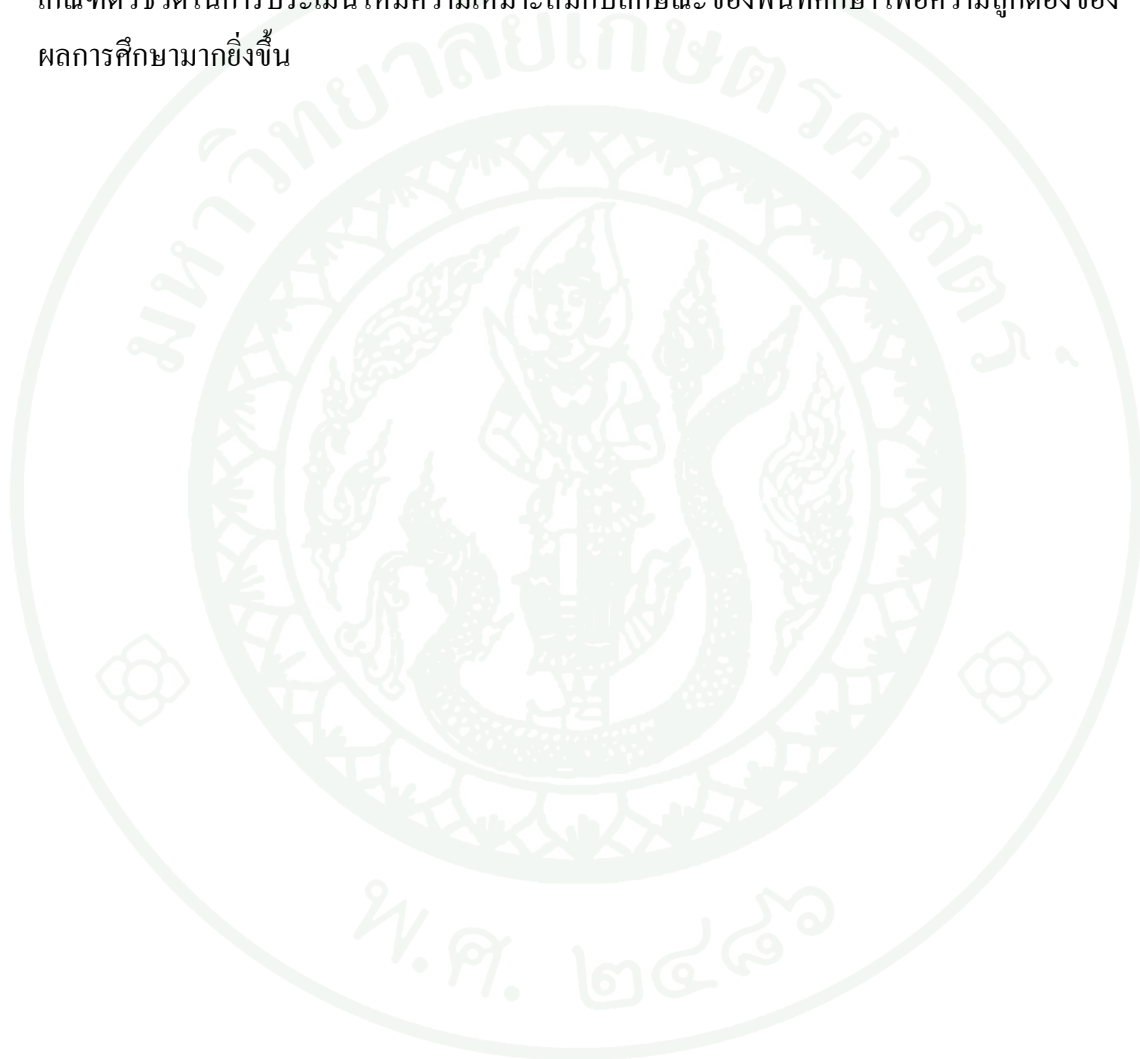 เกณฑ์ตัวชี้วัดในการประเมินให้มีความเหมาะสมกับลักษณะของพื้นที่ศึกษา เพื่อความถูกต้องของ
ผลการศึกษามากยิ่งขึ้น
มหาวิทยาลัยเกษตรศาสตร์
พ.ศ. ๒๔๘๖